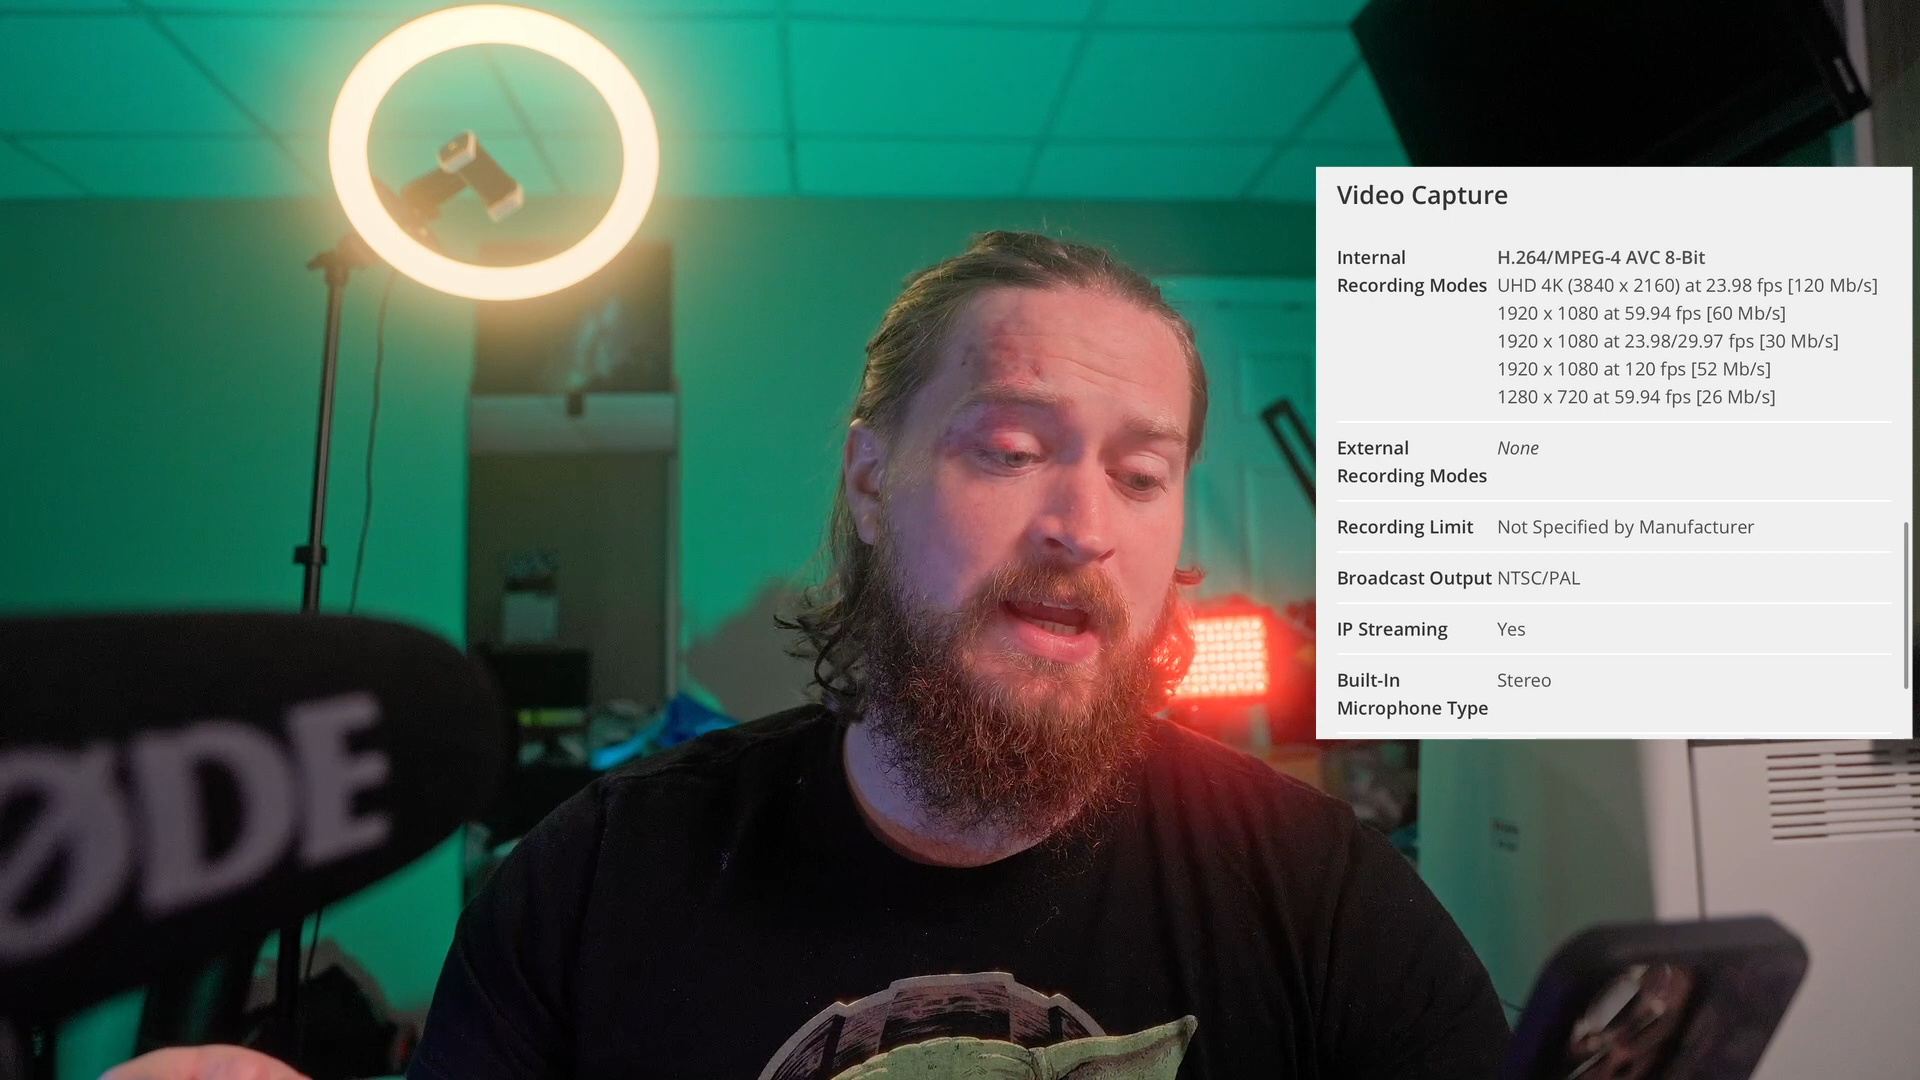 Video Capture
Internal Recording Modes
H.264/MPEG-4 AVC 8-Bit
UHD 4K (3840 x 2160) at 23.98 fps [120 Mb/s]
1920 x 1080 at 59.94 fps [60 Mb/s]
1920 x 1080 at 23.98/29.97 fps [30 Mb/s]
1920 x 1080 at 120 fps [52 Mb/s]
1280 x 720 at 59.94 fps [26 Mb/s]
External Recording Modes
None
Recording Limit Not Specified by Manufacturer
Broadcast Output NTSC/PAL
IP Streaming Yes
Built-In Microphone Type
Stereo
ØDE